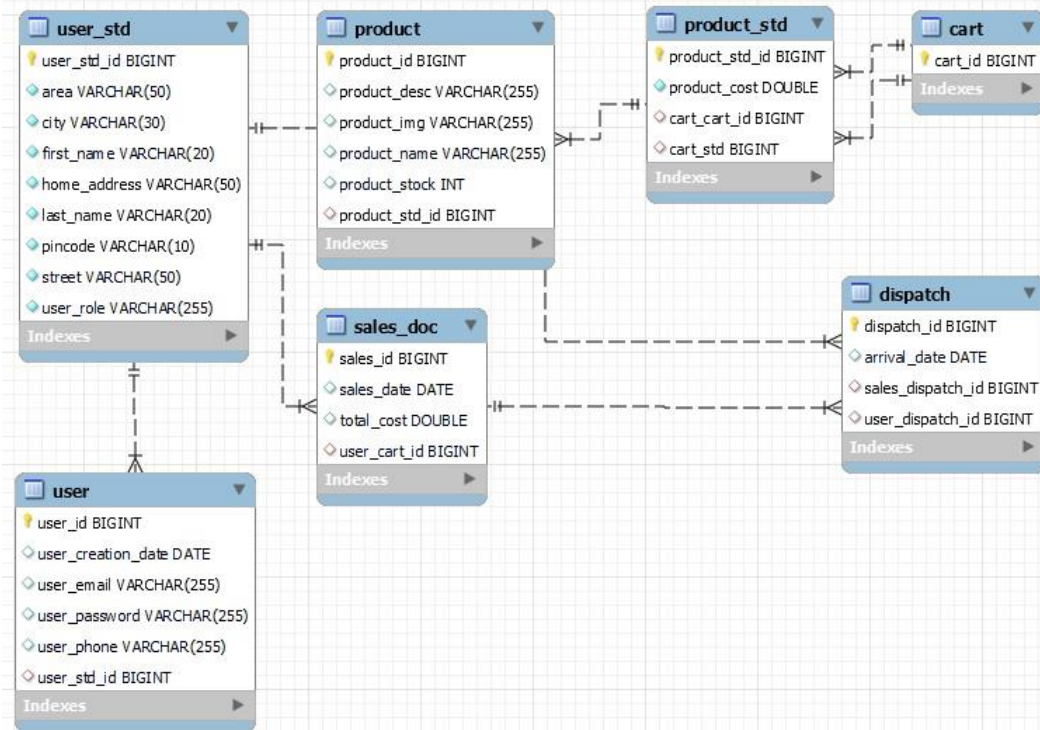 user_std
user_std_id BIGINT
area VARCHAR(50)
city VARCHAR(30)
first_name VARCHAR(20)
home_address VARCHAR(50)
last_name VARCHAR(20)
pincode VARCHAR(10)
street VARCHAR(50)
user_role VARCHAR(255)
Indexes
product
product_id BIGINT
product_desc VARCHAR(255)
product_img VARCHAR(255)
product_name VARCHAR(255)
product_stock INT
product_std_id BIGINT
Indexes
product_std
product_std_id BIGINT
product_cost DOUBLE
cart_cart_id BIGINT
cart_std BIGINT
Indexes
cart
cart_id BIGINT
Indexes
sales_doc
sales_id BIGINT
sales_date DATE
total_cost DOUBLE
user_cart_id BIGINT
Indexes
dispatch
dispatch_id BIGINT
arrival_date DATE
sales_dispatch_id BIGINT
user_dispatch_id BIGINT
Indexes
user
user_id BIGINT
user_creation_date DATE
user_email VARCHAR(255)
user_password VARCHAR(255)
user_phone VARCHAR(255)
user_std_id BIGINT
Indexes